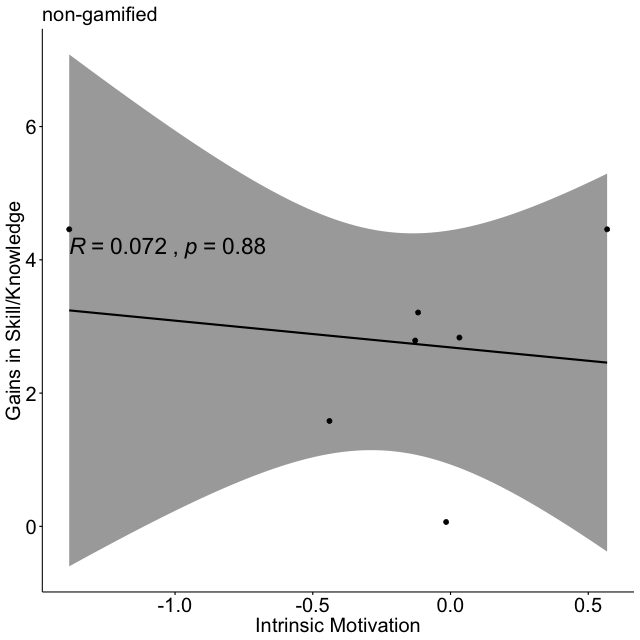 non-gamified
Gains in Skill/Knowledge
6
4
2
0
R = 0.072 , p = 0.88
-1.0 -0.5 0.0 0.5
Intrinsic Motivation